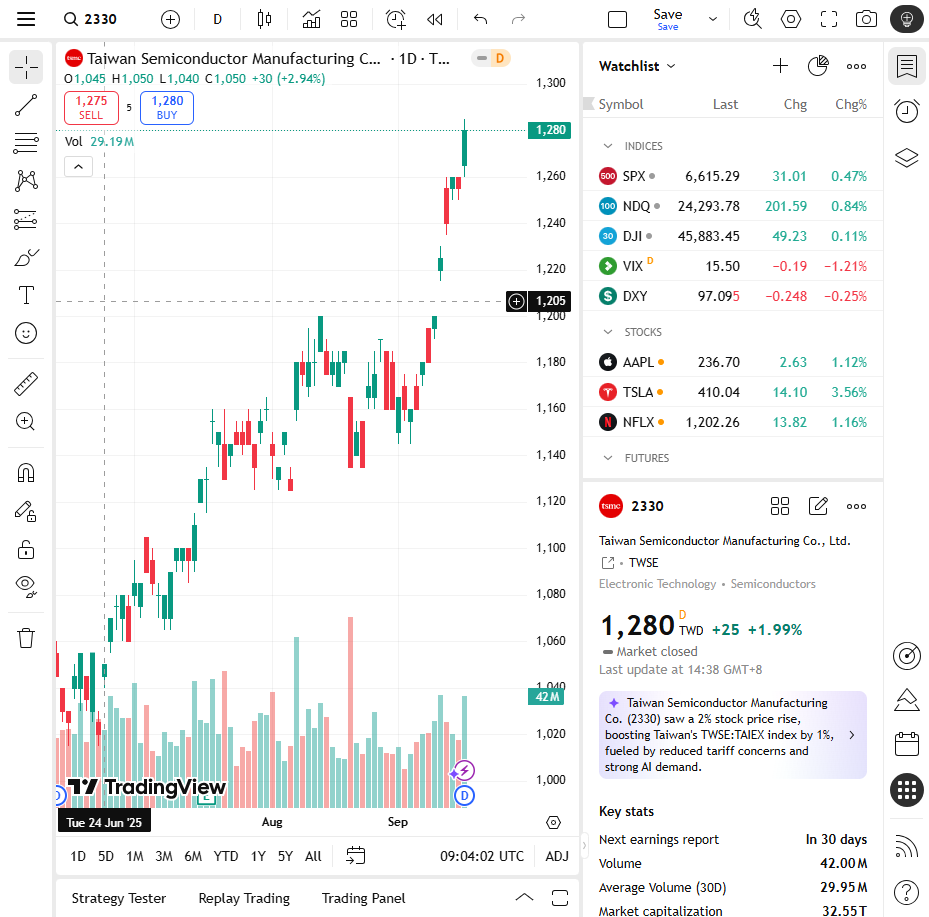 2330
D
Save
Save
tsmc Taiwan Semiconductor Manufacturing C... · 1D · T...
D
O1,045 H1,050 L1,040 C1,050 +30 (+2.94%)
1,275
SELL
5
1,280
BUY
Vol 29.19M
1,300
1,280
1,260
1,240
1,220
1,205
1,200
1,180
1,160
1,140
1,120
1,100
1,080
1,060
1,040
42M
1,020
1,000
TradingView
D
E
D
Tue 24 Jun '25
Aug
Sep
1D 5D 1M 3M 6M YTD 1Y 5Y All
09:04:02 UTC
ADJ
Strategy Tester
Replay Trading
Trading Panel
Watchlist
Symbol Last Chg Chg%
INDICES
500 SPX 6,615.29 31.01 0.47%
100 NDQ 24,293.78 201.59 0.84%
30 DJI 45,883.45 49.23 0.11%
VIX D 15.50 −0.19 −1.21%
$ DXY 97.095 −0.248 −0.25%
STOCKS
AAPL 236.70 2.63 1.12%
TSLA 410.04 14.10 3.56%
N NFLX 1,202.26 13.82 1.16%
FUTURES
tsmc 2330
Taiwan Semiconductor Manufacturing Co., Ltd.
• TWSE
Electronic Technology • Semiconductors
1,280 D TWD +25 +1.99%
Market closed
Last update at 14:38 GMT+8
Taiwan Semiconductor Manufacturing
Co. (2330) saw a 2% stock price rise,
boosting Taiwan's TWSE:TAIEX index by 1%,
fueled by reduced tariff concerns and
strong AI demand.
Key stats
Next earnings report In 30 days
Volume 42.00 M
Average Volume (30D) 29.95 M
Market capitalization 32.55 T